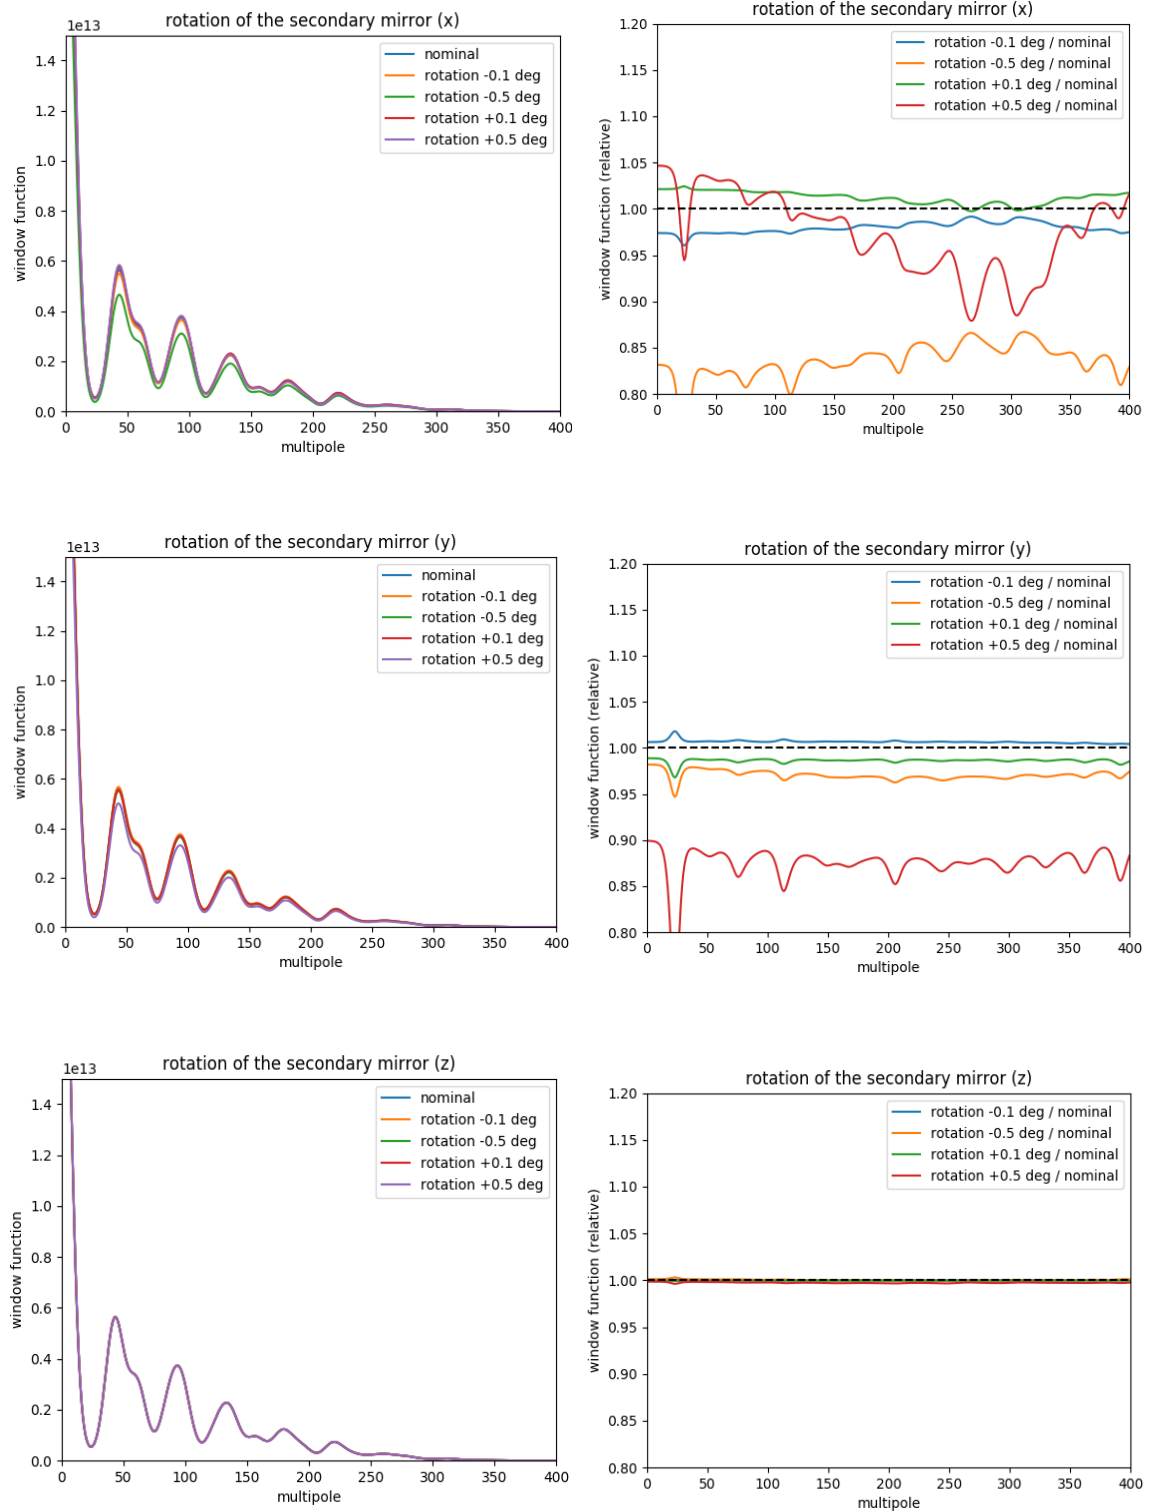 rotation of the secondary mirror (x)
1e13
window function
1.4
1.2
1.0
0.8
0.6
0.4
0.2
0.0
nominal
rotation -0.1 deg
rotation -0.5 deg
rotation +0.1 deg
rotation +0.5 deg
0 50 100 150 200 250 300 350 400
multipole
rotation of the secondary mirror (x)
window function (relative)
1.20
1.15
1.10
1.05
1.00
0.95
0.90
0.85
0.80
rotation -0.1 deg / nominal
rotation -0.5 deg / nominal
rotation +0.1 deg / nominal
rotation +0.5 deg / nominal
0 50 100 150 200 250 300 350 400
multipole
rotation of the secondary mirror (y)
1e13
window function
1.4
1.2
1.0
0.8
0.6
0.4
0.2
0.0
nominal
rotation -0.1 deg
rotation -0.5 deg
rotation +0.1 deg
rotation +0.5 deg
0 50 100 150 200 250 300 350 400
multipole
rotation of the secondary mirror (y)
window function (relative)
1.20
1.15
1.10
1.05
1.00
0.95
0.90
0.85
0.80
rotation -0.1 deg / nominal
rotation -0.5 deg / nominal
rotation +0.1 deg / nominal
rotation +0.5 deg / nominal
0 50 100 150 200 250 300 350 400
multipole
rotation of the secondary mirror (z)
1e13
window function
1.4
1.2
1.0
0.8
0.6
0.4
0.2
0.0
nominal
rotation -0.1 deg
rotation -0.5 deg
rotation +0.1 deg
rotation +0.5 deg
0 50 100 150 200 250 300 350 400
multipole
rotation of the secondary mirror (z)
window function (relative)
1.20
1.15
1.10
1.05
1.00
0.95
0.90
0.85
0.80
rotation -0.1 deg / nominal
rotation -0.5 deg / nominal
rotation +0.1 deg / nominal
rotation +0.5 deg / nominal
0 50 100 150 200 250 300 350 400
multipole